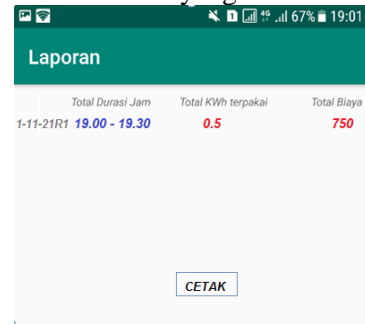 1 4G 67% 19:01
Laporan
Total Durasi Jam Total KWh terpakai Total Biaya
1-11-21R1 19.00 - 19.30 0.5 750
CETAK